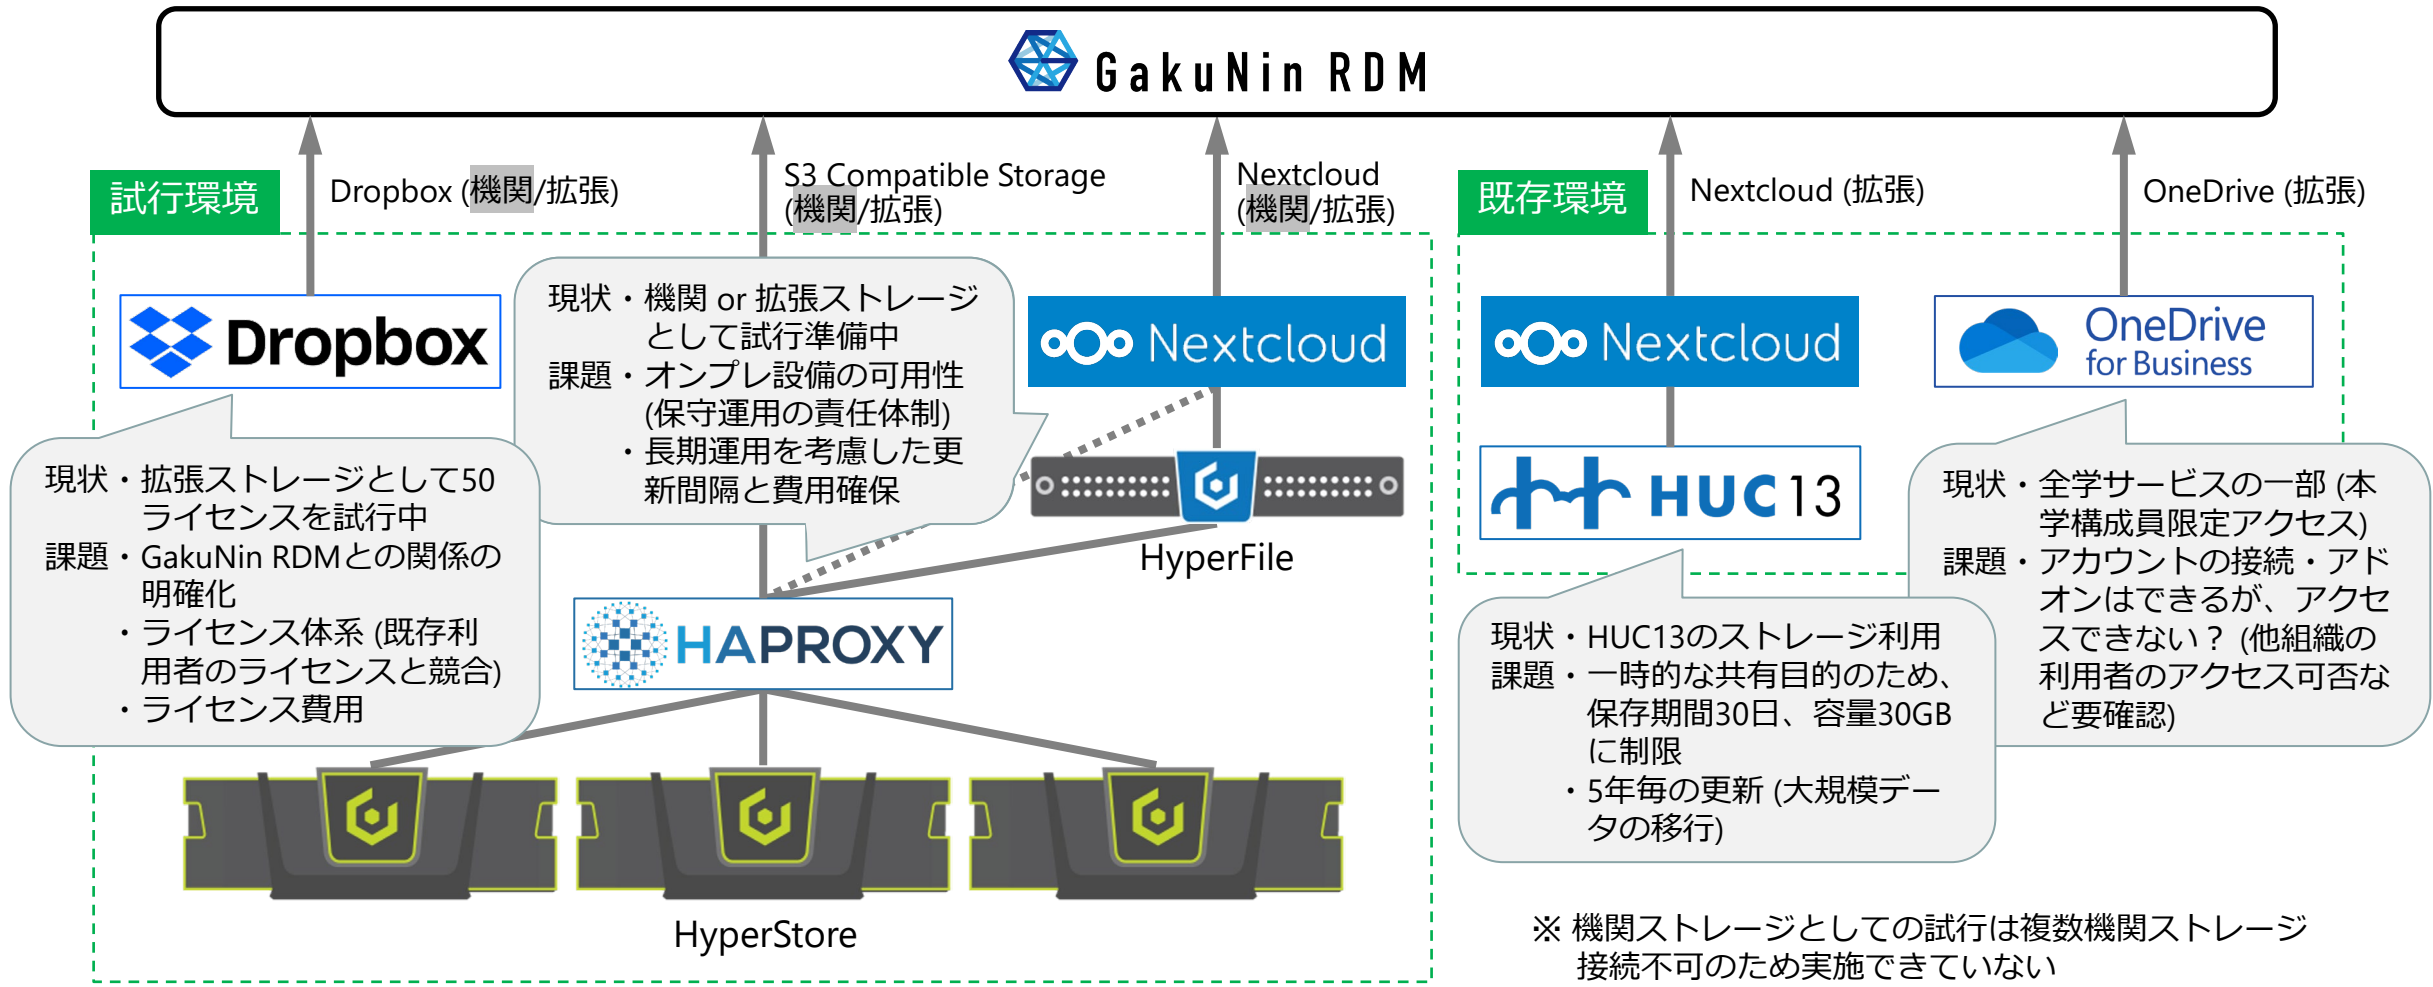 GakuNin RDM
試行環境
Dropbox (機関/拡張)
S3 Compatible Storage
(機関/拡張)
Nextcloud
(機関/拡張)
既存環境
Nextcloud (拡張)
OneDrive (拡張)
Dropbox
現状・拡張ストレージとして50
ライセンスを試行中
課題・GakuNin RDMとの関係の
明確化
・ライセンス体系 (既存利
用者のライセンスと競合)
・ライセンス費用
現状・機関 or 拡張ストレージ
として試行準備中
課題・オンプレ設備の可用性
(保守運用の責任体制)
・長期運用を考慮した更
新間隔と費用確保
Nextcloud
HyperFile
HAPROXY
HyperStore
Nextcloud
HUC13
現状・HUC13のストレージ利用
課題・一時的な共有目的のため、
保存期間30日、容量30GB
に制限
・5年毎の更新 (大規模デー
タの移行)
OneDrive
for Business
現状・全学サービスの一部 (本
学構成員限定アクセス)
課題・アカウントの接続・アド
オンはできるが、アクセ
スできない？ (他組織の
利用者のアクセス可否な
ど要確認)
※ 機関ストレージとしての試行は複数機関ストレージ
接続不可のため実施できていない